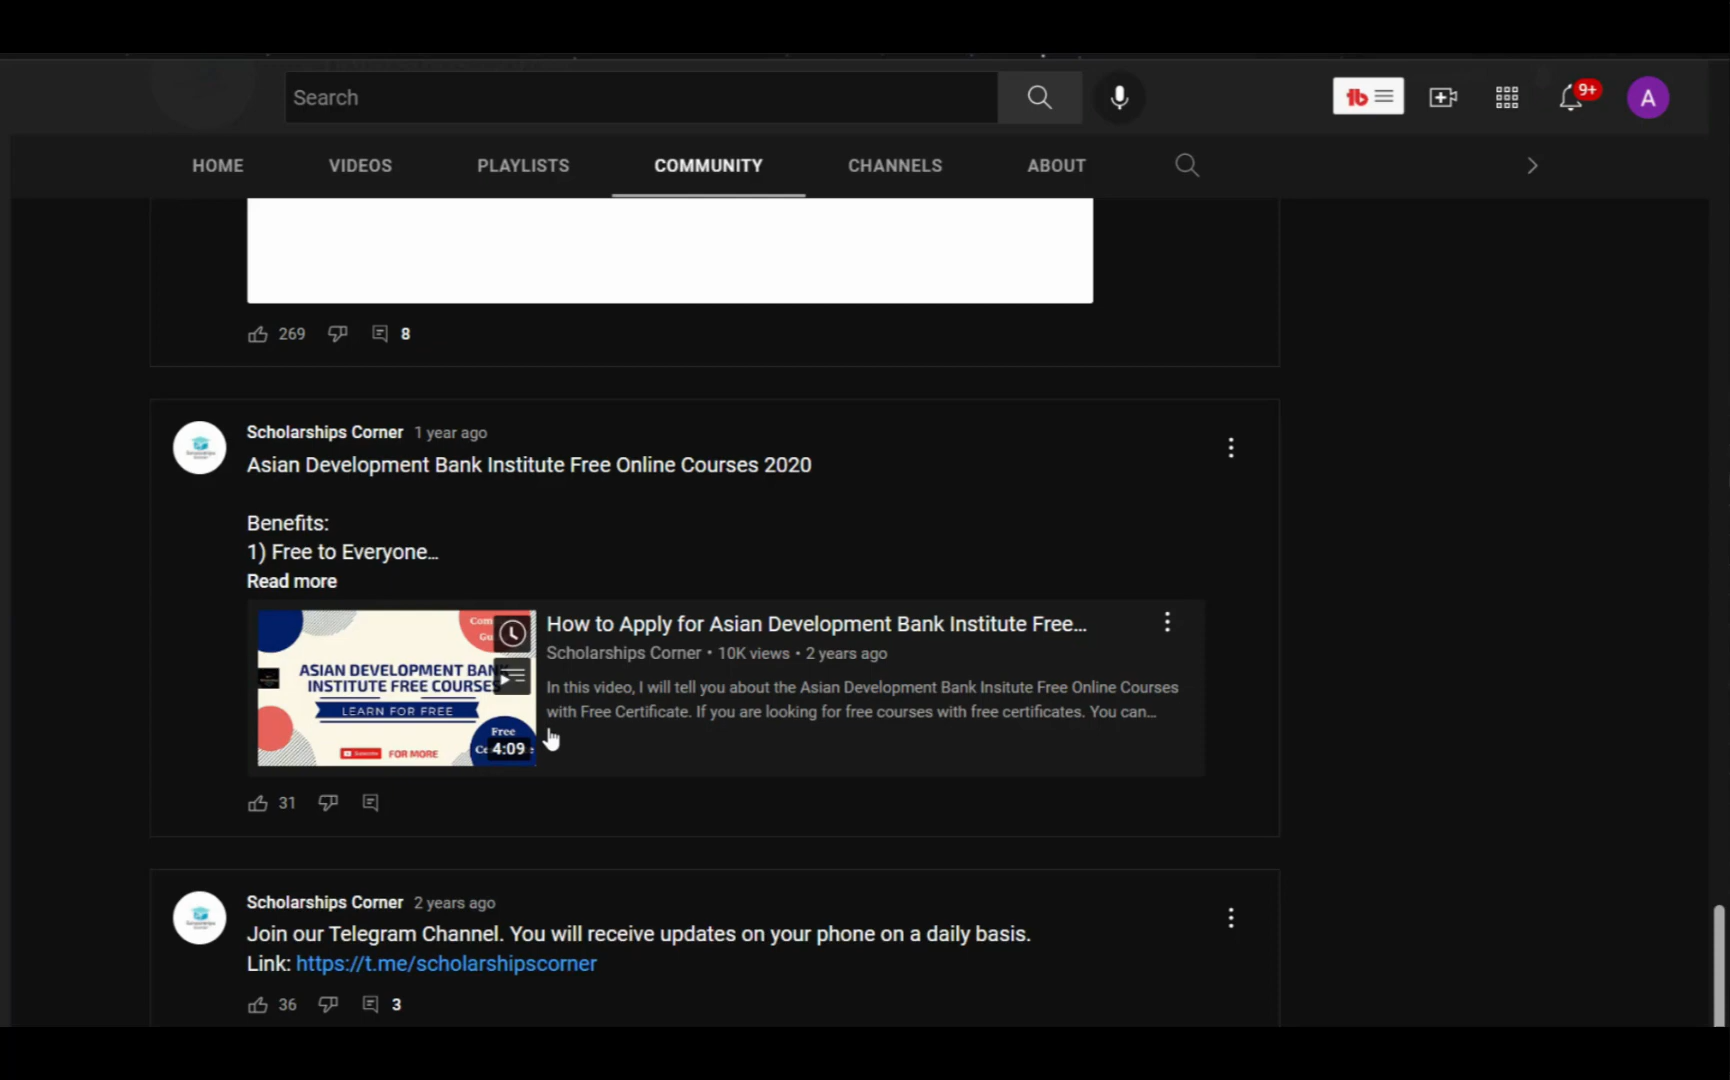 Search
9+
A
HOME VIDEOS PLAYLISTS COMMUNITY CHANNELS ABOUT
269 8
Scholarships Corner 1 year ago
Asian Development Bank Institute Free Online Courses 2020
Benefits:
1) Free to Everyone...
Read more
ASIAN DEVELOPMENT BANK
INSTITUTE FREE COURSES
LEARN FOR FREE
Free
4:09
FOR MORE
How to Apply for Asian Development Bank Institute Free...
Scholarships Corner • 10K views • 2 years ago
In this video, I will tell you about the Asian Development Bank Insitute Free Online Courses
with Free Certificate. If you are looking for free courses with free certificates. You can...
31
Scholarships Corner 2 years ago
Join our Telegram Channel. You will receive updates on your phone on a daily basis.
Link: https://t.me/scholarshipscorner
36 3